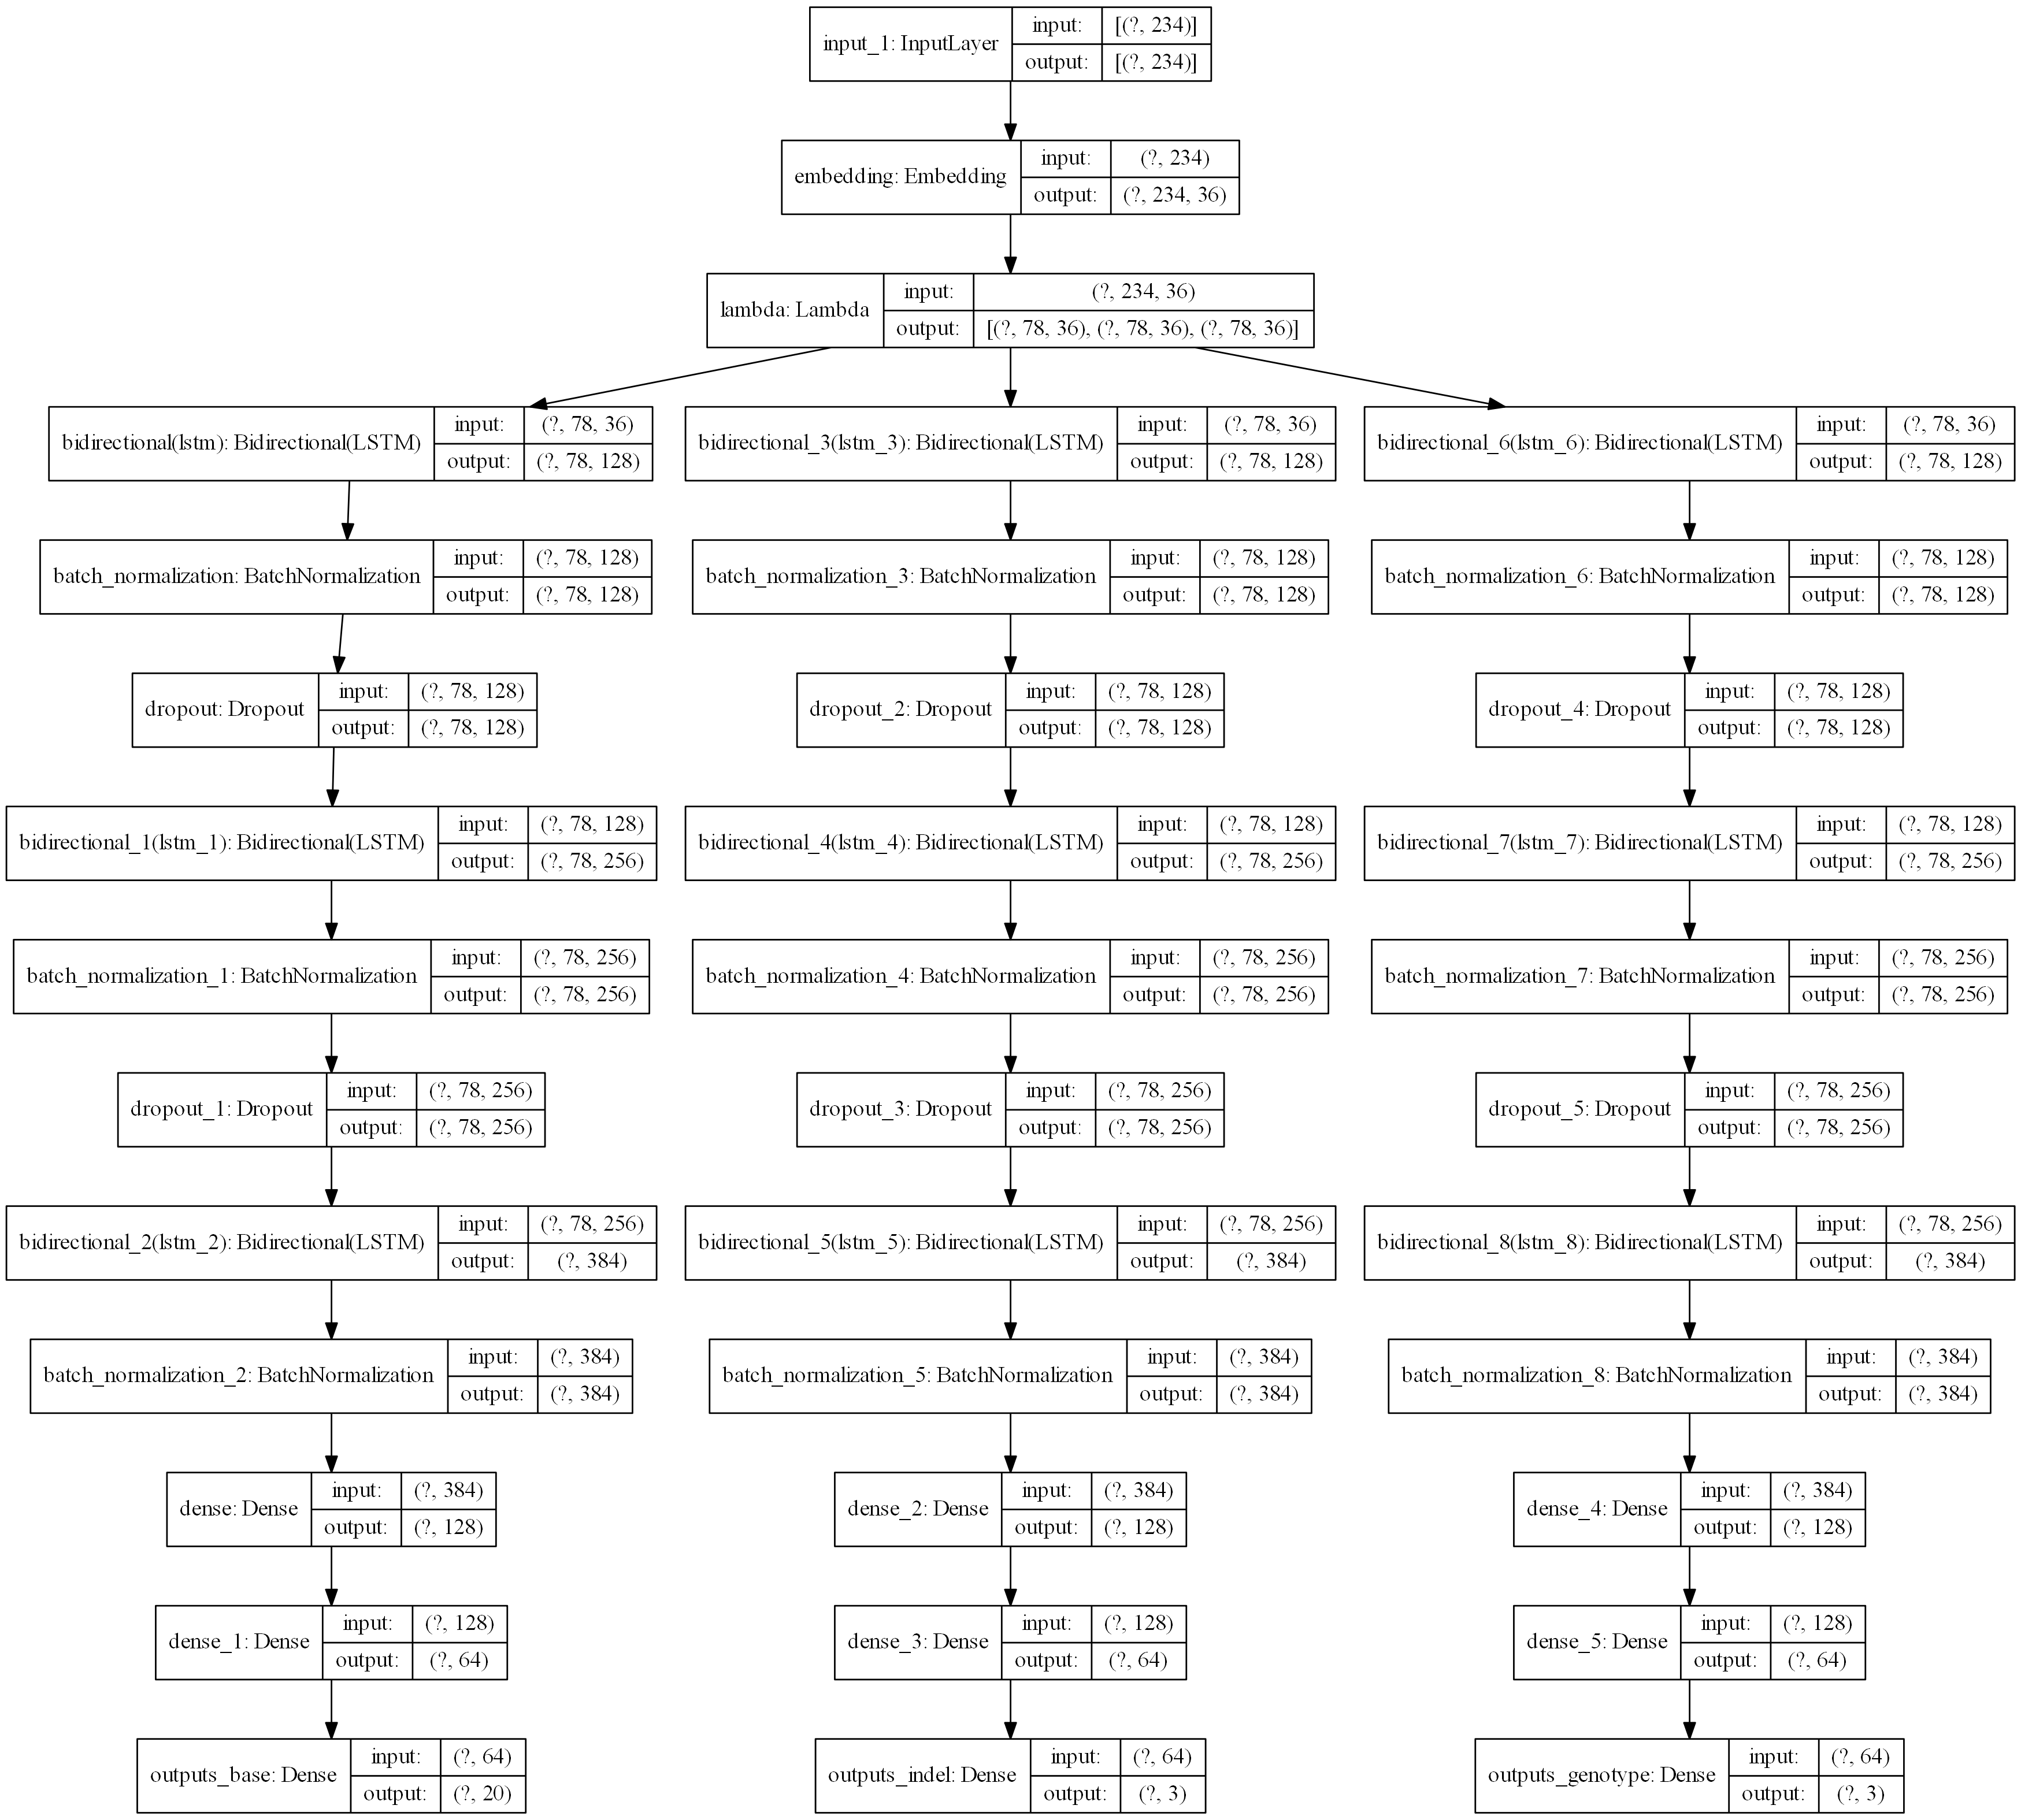 input_1: InputLayer
input:
[(?, 234)]
output:
[(?, 234)]
embedding: Embedding
input:
(?, 234)
output:
(?, 234, 36)
lambda: Lambda
input:
(?, 234, 36)
output:
[(?, 78, 36), (?, 78, 36), (?, 78, 36)]
bidirectional(lstm): Bidirectional(LSTM)
input:
(?, 78, 36)
output:
(?, 78, 128)
bidirectional_3(lstm_3): Bidirectional(LSTM)
input:
(?, 78, 36)
output:
(?, 78, 128)
bidirectional_6(lstm_6): Bidirectional(LSTM)
input:
(?, 78, 36)
output:
(?, 78, 128)
batch_normalization: BatchNormalization
input:
(?, 78, 128)
output:
(?, 78, 128)
batch_normalization_3: BatchNormalization
input:
(?, 78, 128)
output:
(?, 78, 128)
batch_normalization_6: BatchNormalization
input:
(?, 78, 128)
output:
(?, 78, 128)
dropout: Dropout
input:
(?, 78, 128)
output:
(?, 78, 128)
dropout_2: Dropout
input:
(?, 78, 128)
output:
(?, 78, 128)
dropout_4: Dropout
input:
(?, 78, 128)
output:
(?, 78, 128)
bidirectional_1(lstm_1): Bidirectional(LSTM)
input:
(?, 78, 128)
output:
(?, 78, 256)
bidirectional_4(lstm_4): Bidirectional(LSTM)
input:
(?, 78, 128)
output:
(?, 78, 256)
bidirectional_7(lstm_7): Bidirectional(LSTM)
input:
(?, 78, 128)
output:
(?, 78, 256)
batch_normalization_1: BatchNormalization
input:
(?, 78, 256)
output:
(?, 78, 256)
batch_normalization_4: BatchNormalization
input:
(?, 78, 256)
output:
(?, 78, 256)
batch_normalization_7: BatchNormalization
input:
(?, 78, 256)
output:
(?, 78, 256)
dropout_1: Dropout
input:
(?, 78, 256)
output:
(?, 78, 256)
dropout_3: Dropout
input:
(?, 78, 256)
output:
(?, 78, 256)
dropout_5: Dropout
input:
(?, 78, 256)
output:
(?, 78, 256)
bidirectional_2(lstm_2): Bidirectional(LSTM)
input:
(?, 78, 256)
output:
(?, 384)
bidirectional_5(lstm_5): Bidirectional(LSTM)
input:
(?, 78, 256)
output:
(?, 384)
bidirectional_8(lstm_8): Bidirectional(LSTM)
input:
(?, 78, 256)
output:
(?, 384)
batch_normalization_2: BatchNormalization
input:
(?, 384)
output:
(?, 384)
batch_normalization_5: BatchNormalization
input:
(?, 384)
output:
(?, 384)
batch_normalization_8: BatchNormalization
input:
(?, 384)
output:
(?, 384)
dense: Dense
input:
(?, 384)
output:
(?, 128)
dense_2: Dense
input:
(?, 384)
output:
(?, 128)
dense_4: Dense
input:
(?, 384)
output:
(?, 128)
dense_1: Dense
input:
(?, 128)
output:
(?, 64)
dense_3: Dense
input:
(?, 128)
output:
(?, 64)
dense_5: Dense
input:
(?, 128)
output:
(?, 64)
outputs_base: Dense
input:
(?, 64)
output:
(?, 20)
outputs_indel: Dense
input:
(?, 64)
output:
(?, 3)
outputs_genotype: Dense
input:
(?, 64)
output:
(?, 3)